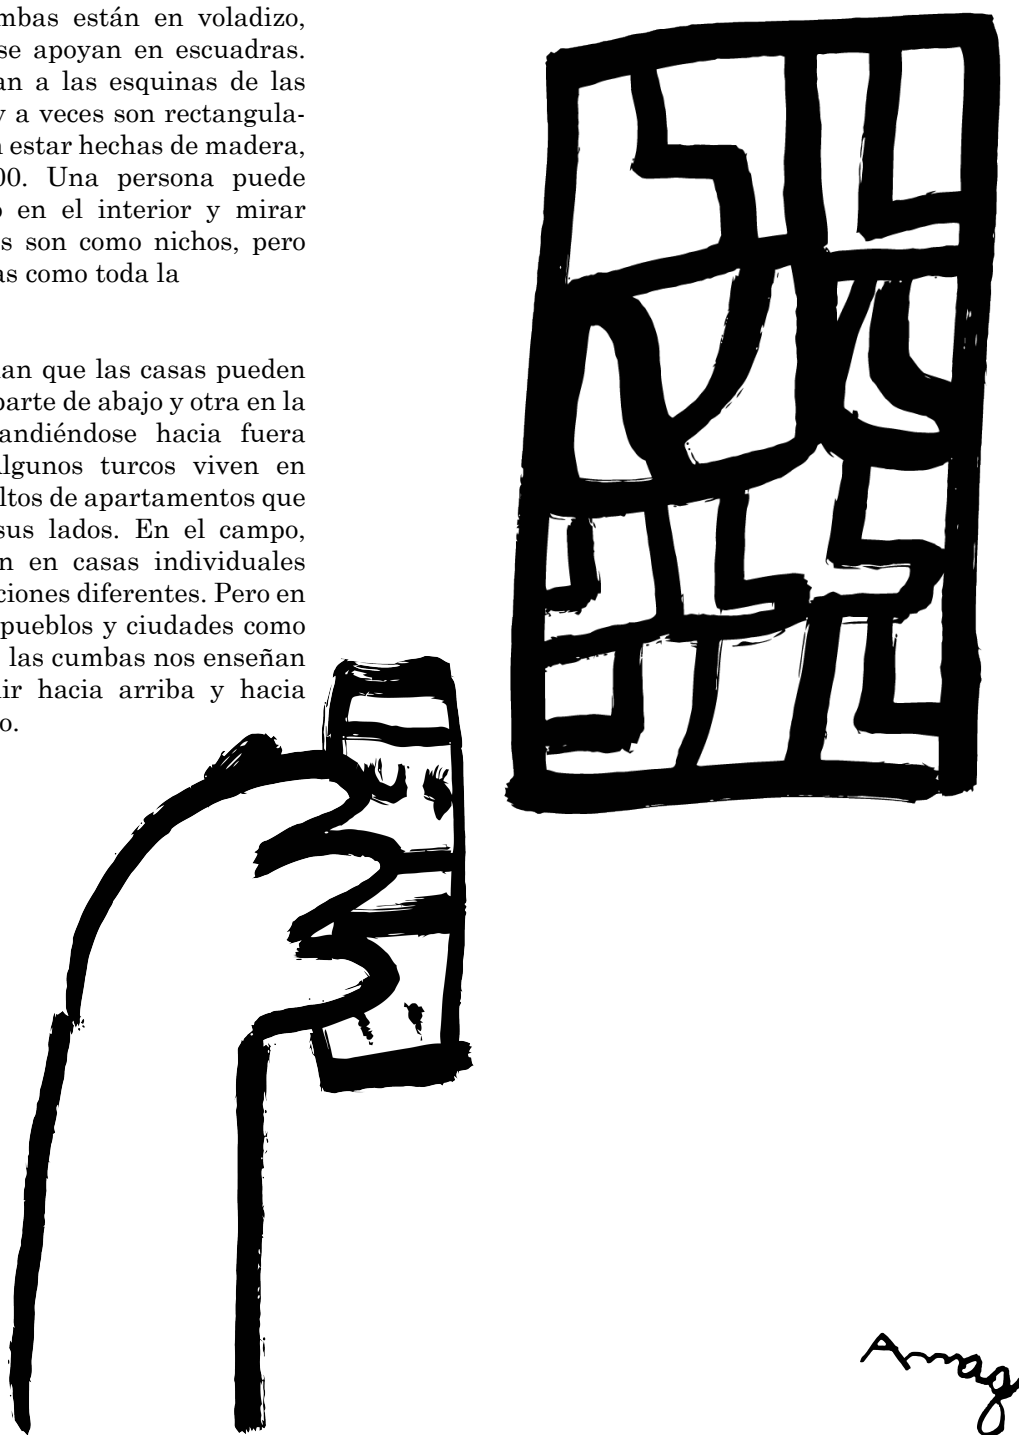 mbas están en voladizo,
se apoyan en escuadras.
an a las esquinas de las
y a veces son rectangula-
n estar hechas de madera,
00. Una persona puede
o en el interior y mirar
s son como nichos, pero
as como toda la
an que las casas pueden
parte de abajo y otra en la
andiéndose hacia fuera
algunos turcos viven en
ltos de apartamentos que
sus lados. En el campo,
n en casas individuales
ciones diferentes. Pero en
pueblos y ciudades como
las cumbas nos enseñan
ir hacia arriba y hacia
o.
Amag